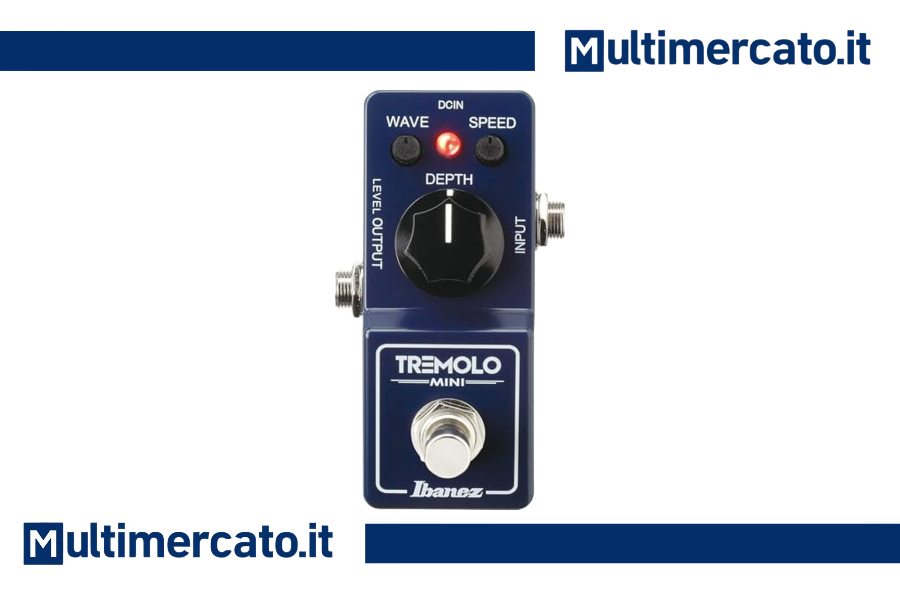 Multimercato.it
DCIN
WAVE
SPEED
DEPTH
LEVEL OUTPUT
INPUT
TREMOLO
MINI
Ibanez
Multimercato.it